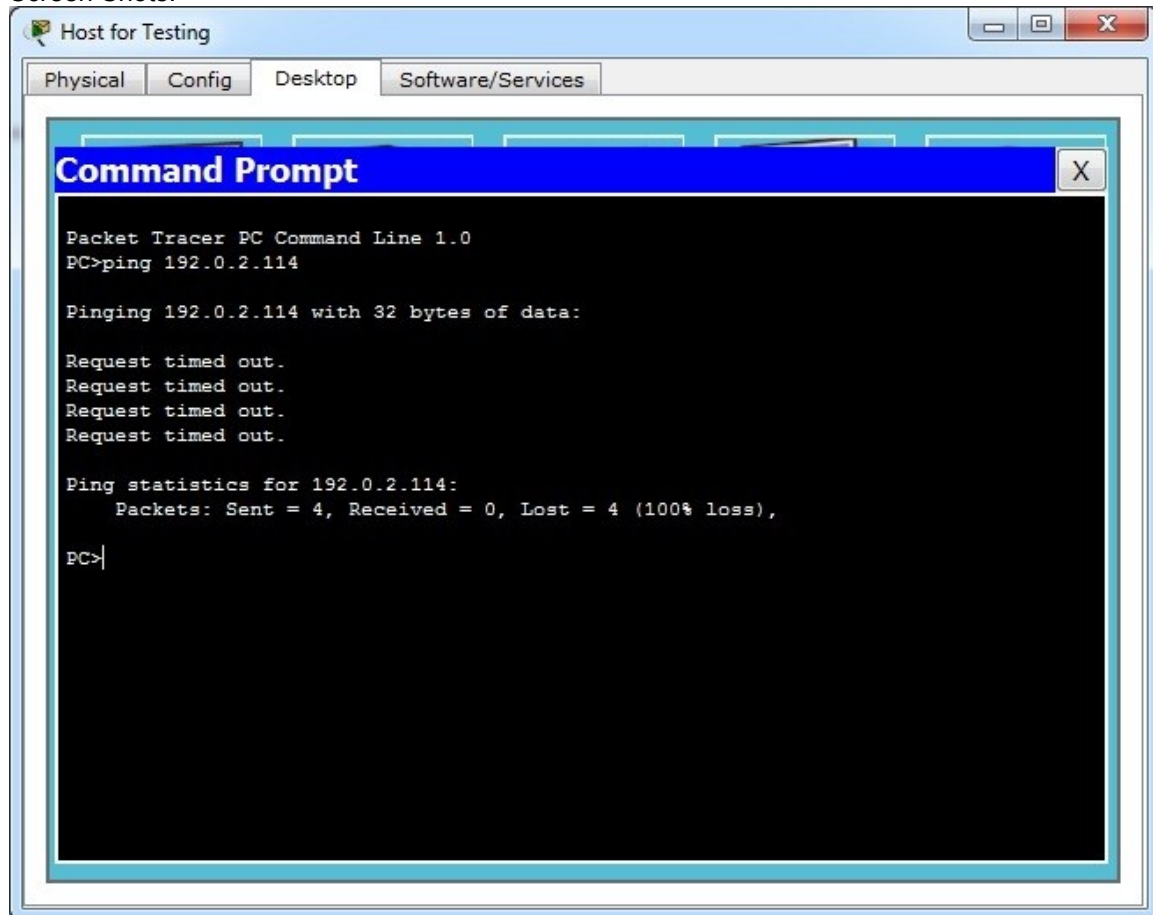 Screen Shots:
Host for Testing
Physical Config Desktop Software/Services
Command Prompt
X
Packet Tracer PC Command Line 1.0
PC>ping 192.0.2.114
Pinging 192.0.2.114 with 32 bytes of data:
Request timed out.
Request timed out.
Request timed out.
Request timed out.
Ping statistics for 192.0.2.114:
Packets: Sent = 4, Received = 0, Lost = 4 (100% loss),
PC>